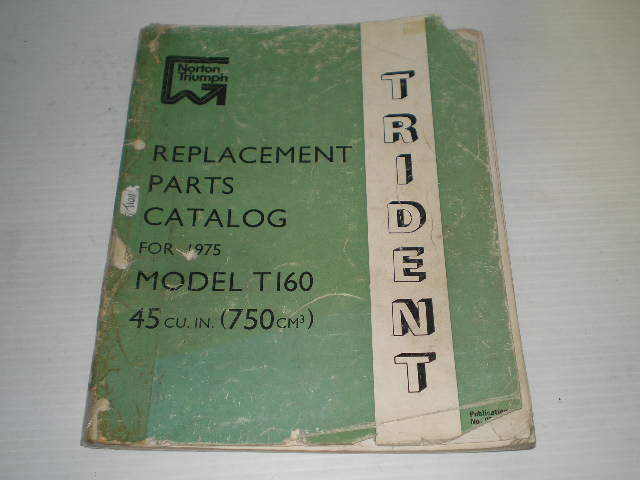 Norton
Triumph
REPLACEMENT
PARTS
CATALOG
FOR 1975
MODEL T160
45 CU. IN. (750 CM³)
TRIDENT
Publication
No.